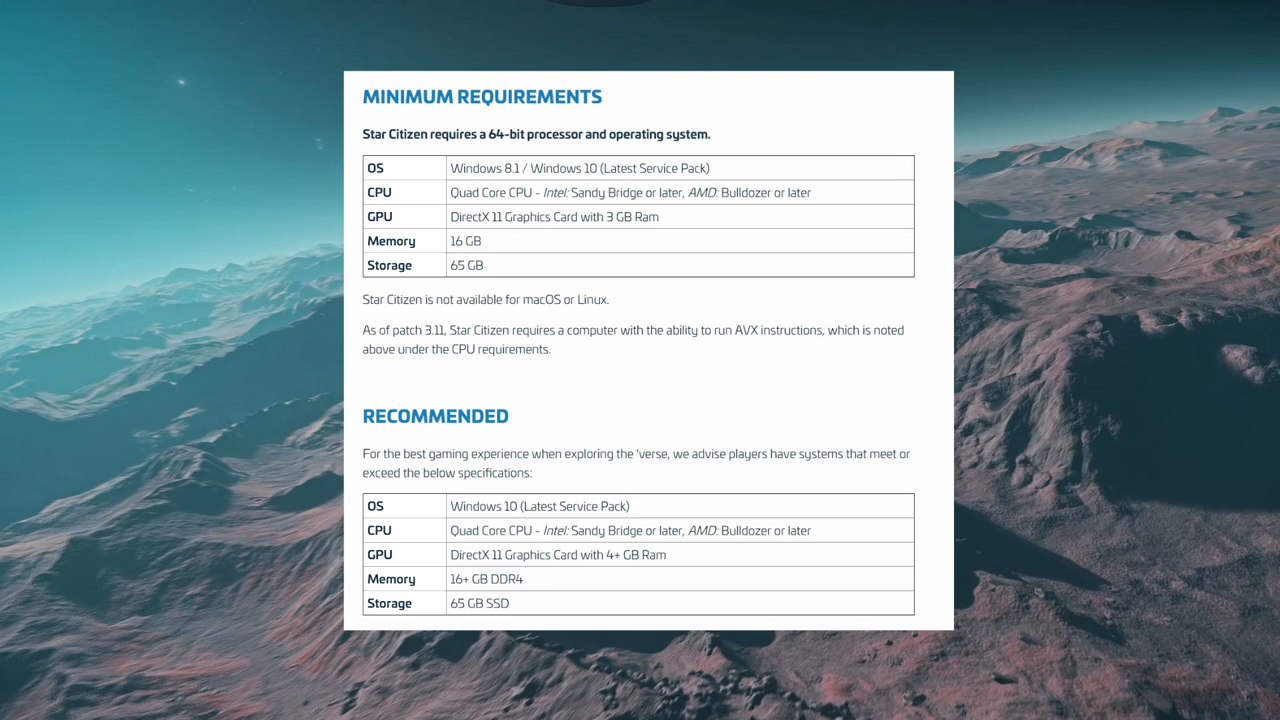 MINIMUM REQUIREMENTS
Star Citizen requires a 64-bit processor and operating system.
OS Windows 8.1 / Windows 10 (Latest Service Pack)
CPU Quad Core CPU - Intel: Sandy Bridge or later, AMD: Bulldozer or later
GPU DirectX 11 Graphics Card with 3 GB Ram
Memory 16 GB
Storage 65 GB
Star Citizen is not available for macOS or Linux.
As of patch 3.11, Star Citizen requires a computer with the ability to run AVX instructions, which is noted
above under the CPU requirements.
RECOMMENDED
For the best gaming experience when exploring the 'verse, we advise players have systems that meet or
exceed the below specifications:
OS Windows 10 (Latest Service Pack)
CPU Quad Core CPU - Intel: Sandy Bridge or later, AMD: Bulldozer or later
GPU DirectX 11 Graphics Card with 4+ GB Ram
Memory 16+ GB DDR4
Storage 65 GB SSD